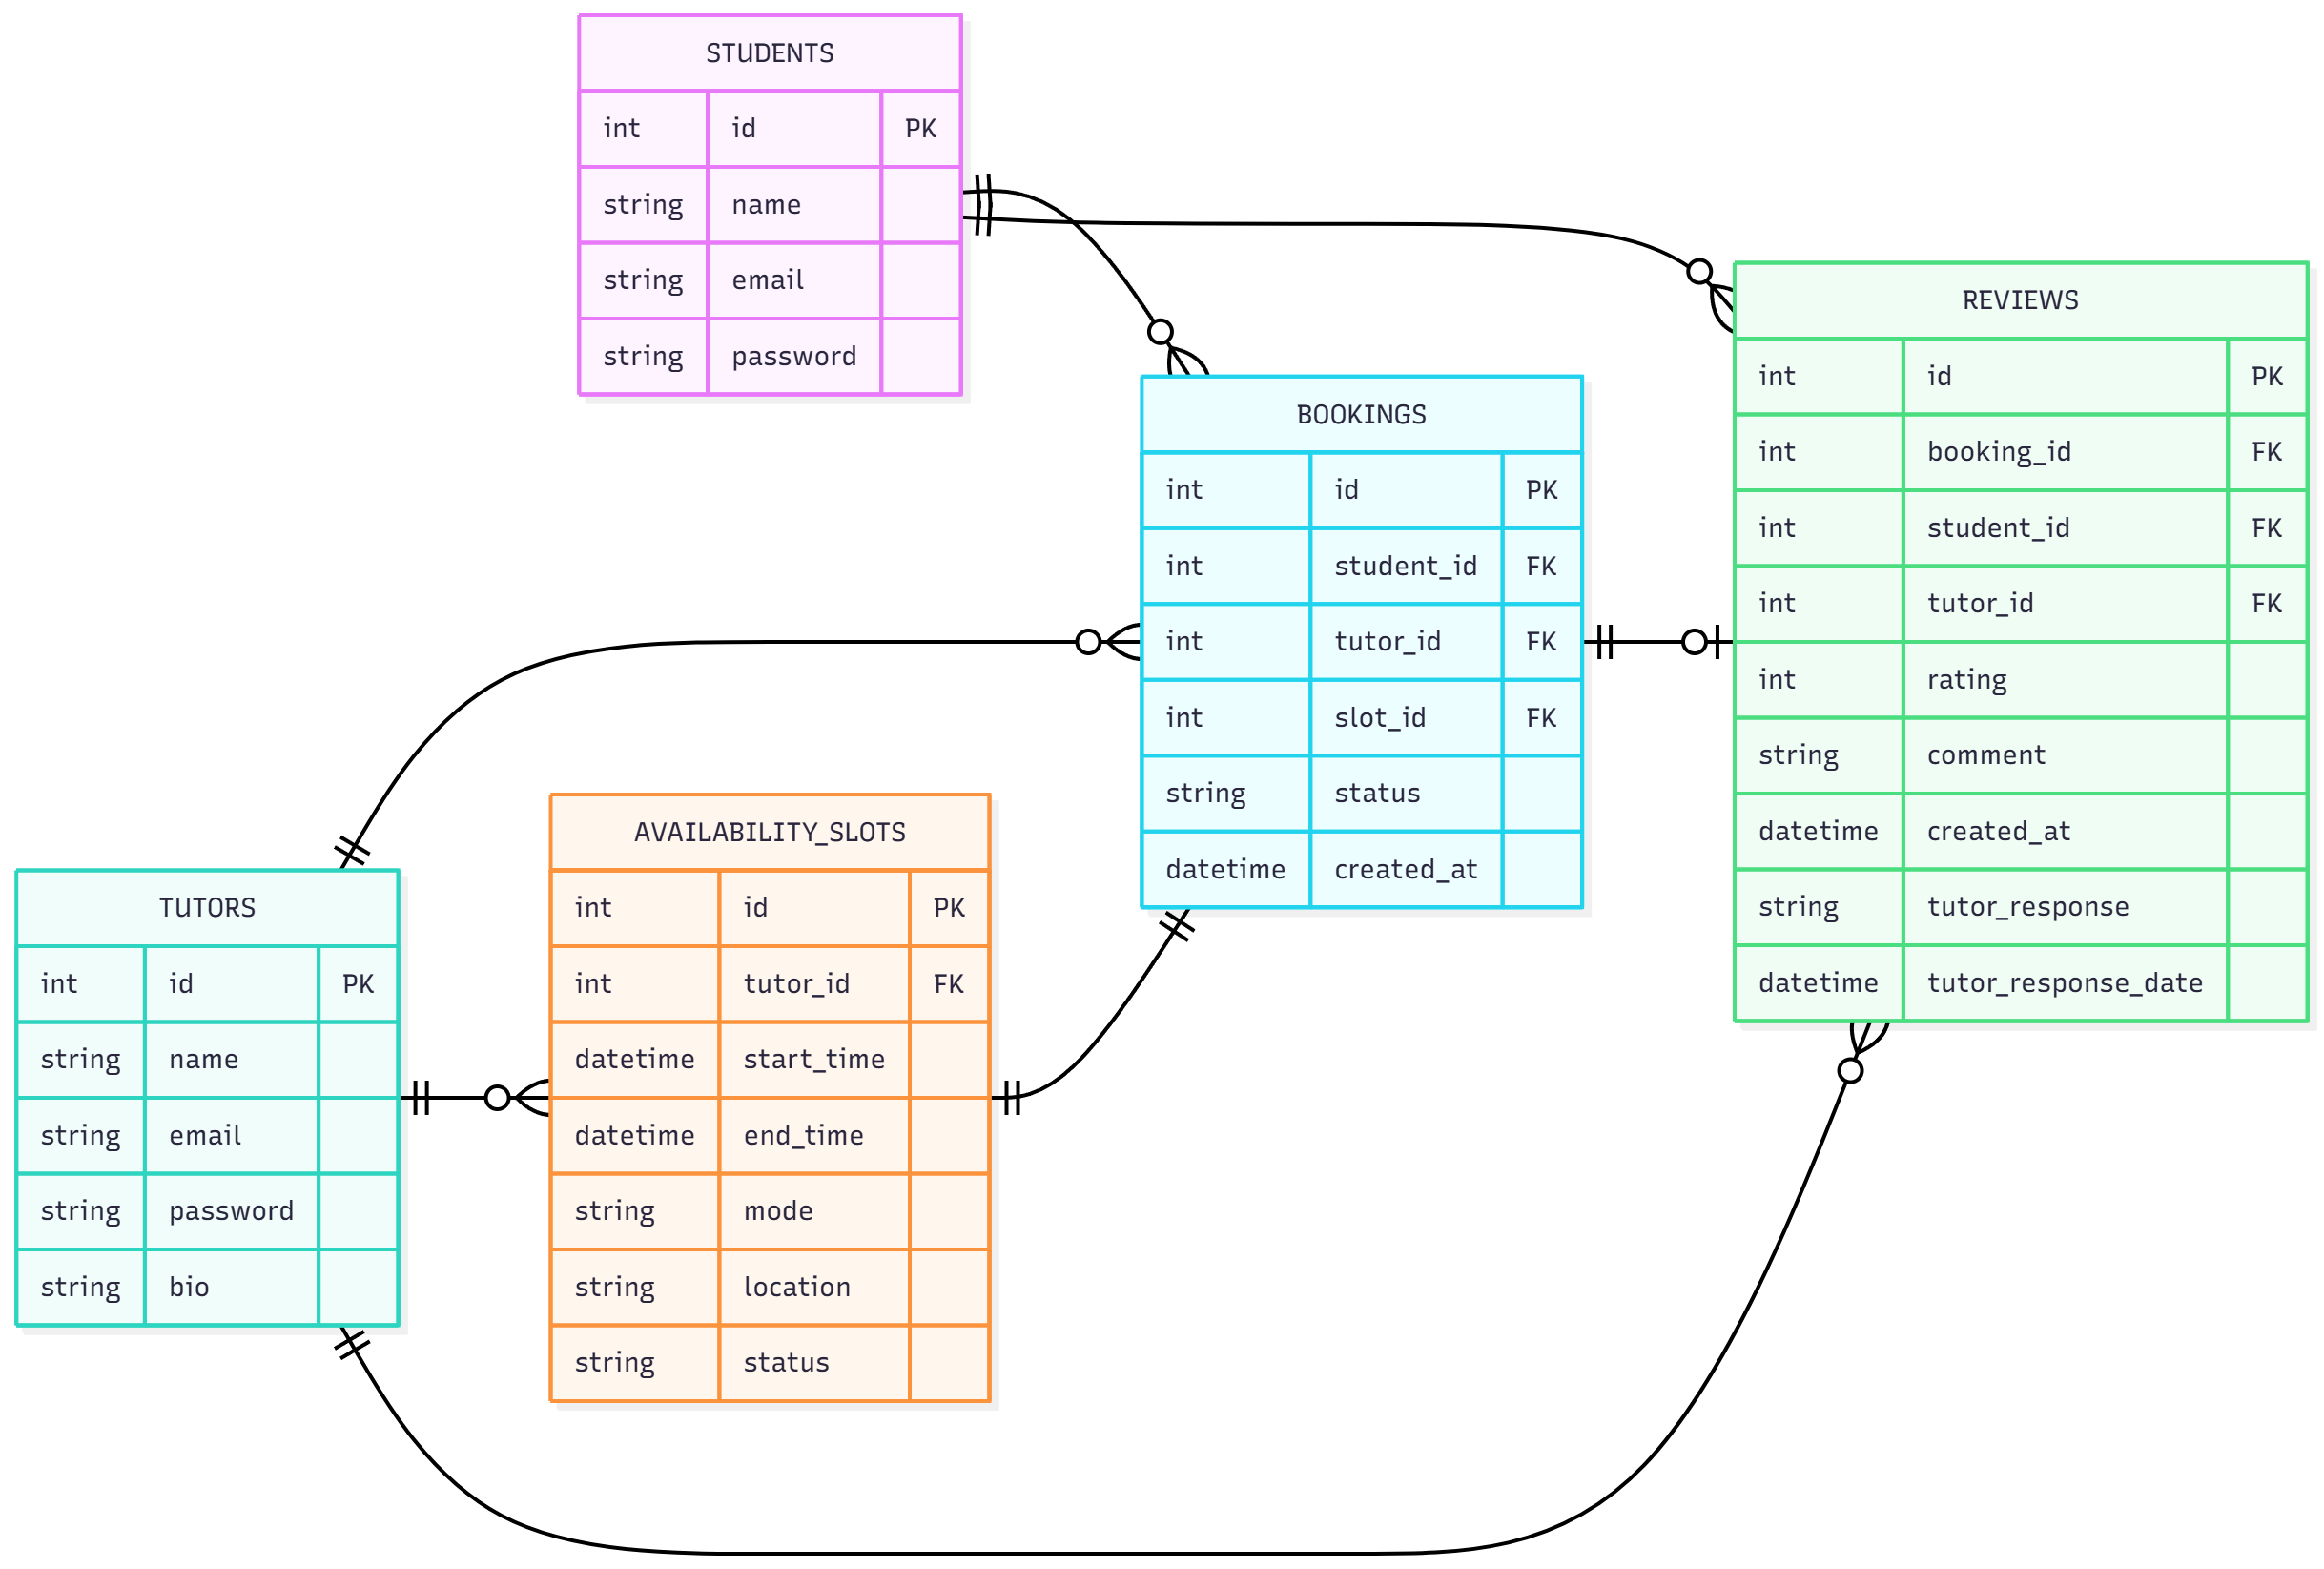 STUDENTS
int id PK
string name
string email
string password
REVIEWS
int id PK
int booking_id FK
int student_id FK
int tutor_id FK
int rating
string comment
datetime created_at
string tutor_response
datetime tutor_response_date
BOOKINGS
int id PK
int student_id FK
int tutor_id FK
int slot_id FK
string status
datetime created_at
AVAILABILITY_SLOTS
int id PK
int tutor_id FK
datetime start_time
datetime end_time
string mode
string location
string status
TUTORS
int id PK
string name
string email
string password
string bio